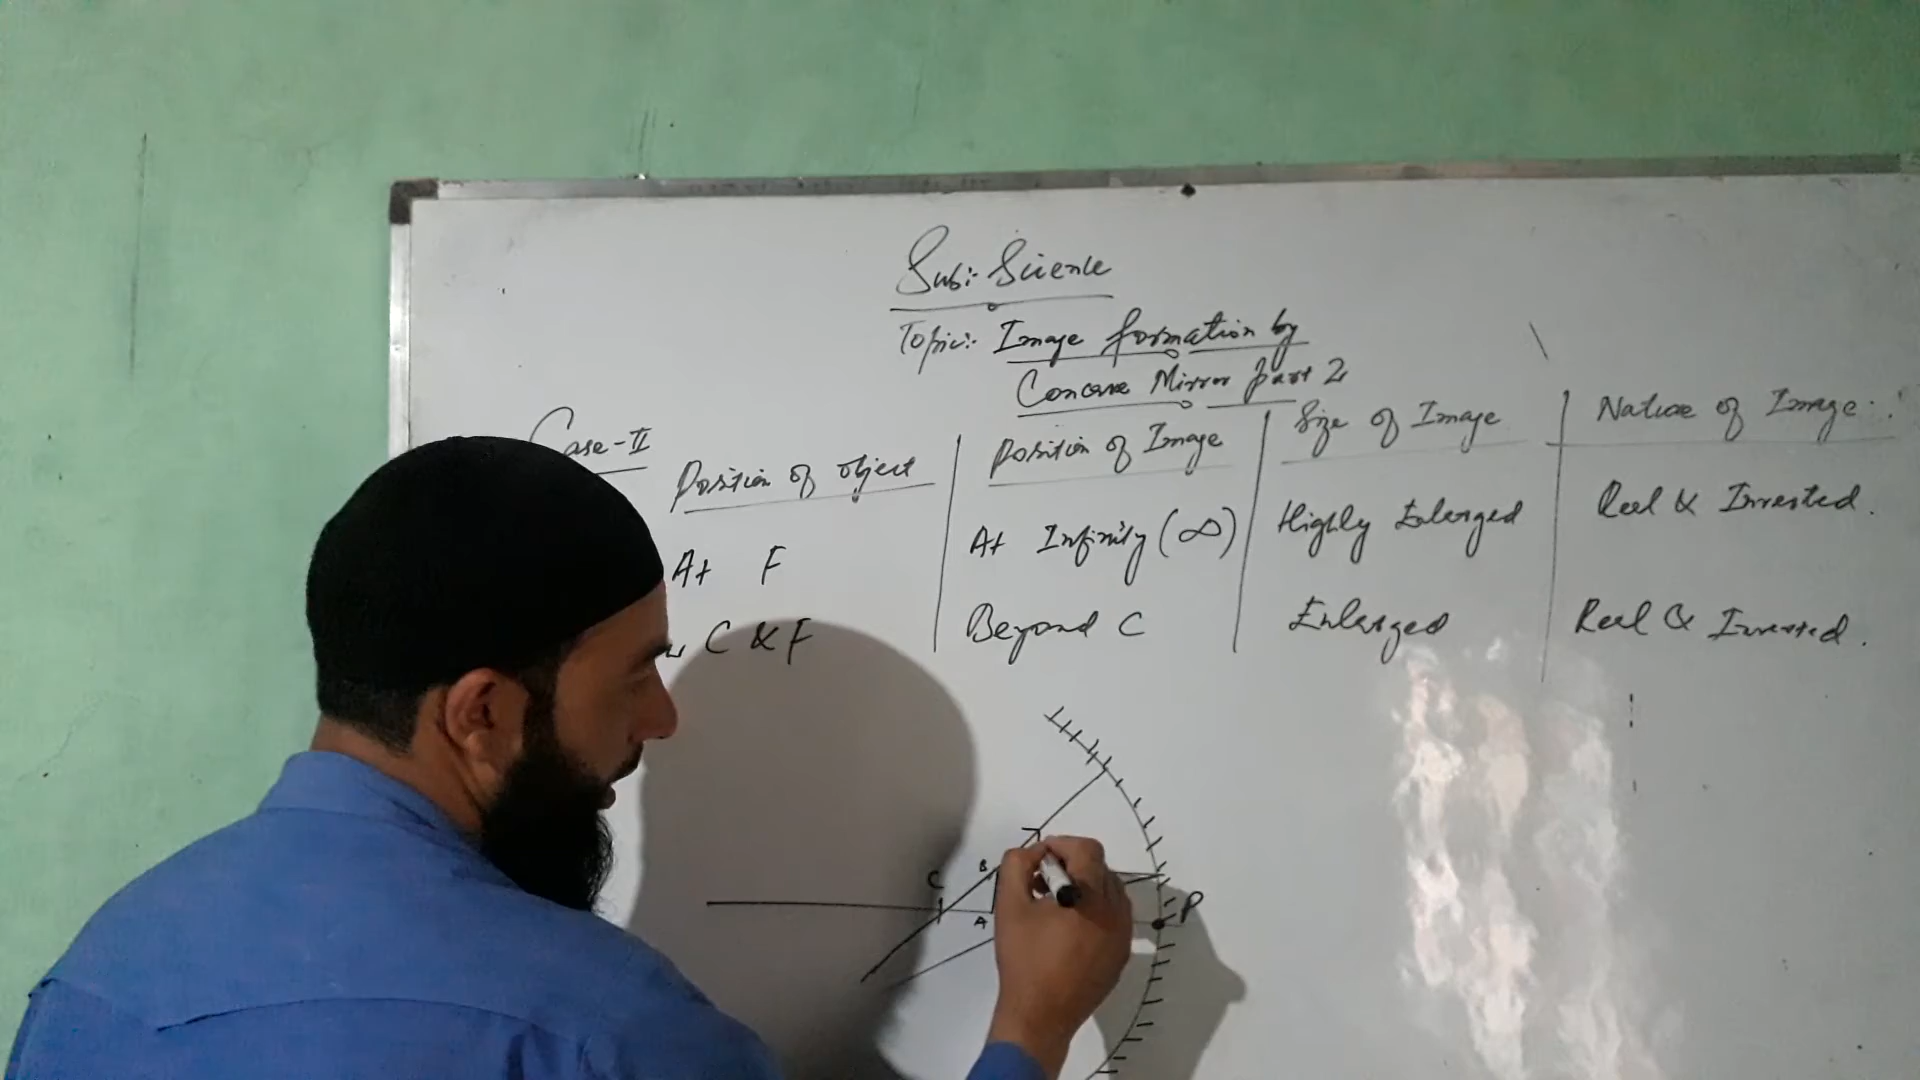 Sub:- Science
Topic:- Image formation by
Concave Mirror part 2
Case-II
Position of object
Position of Image
Size of Image
Nature of Image
At F
At Infinity (∞)
Highly Enlarged
Real & Inverted.
C & F
Beyond C
Enlarged
Real & Inverted.
C
B
A
P